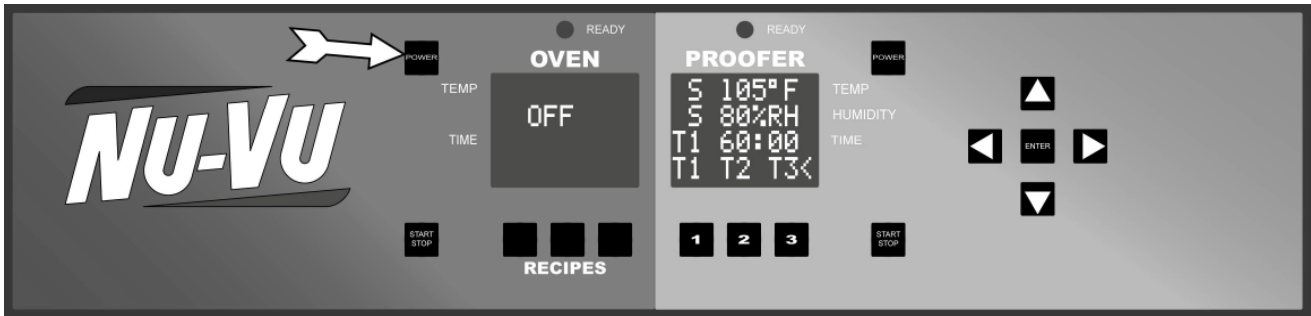 READY
READY
POWER
OVEN
PROOFER
POWER
TEMP
S 105°F
TEMP
OFF
S 80%RH
HUMIDITY
TIME
T1 60:00
TIME
T1 T2 T3<
NU-VU
ENTER
START
STOP
1 2 3
START
STOP
RECIPES